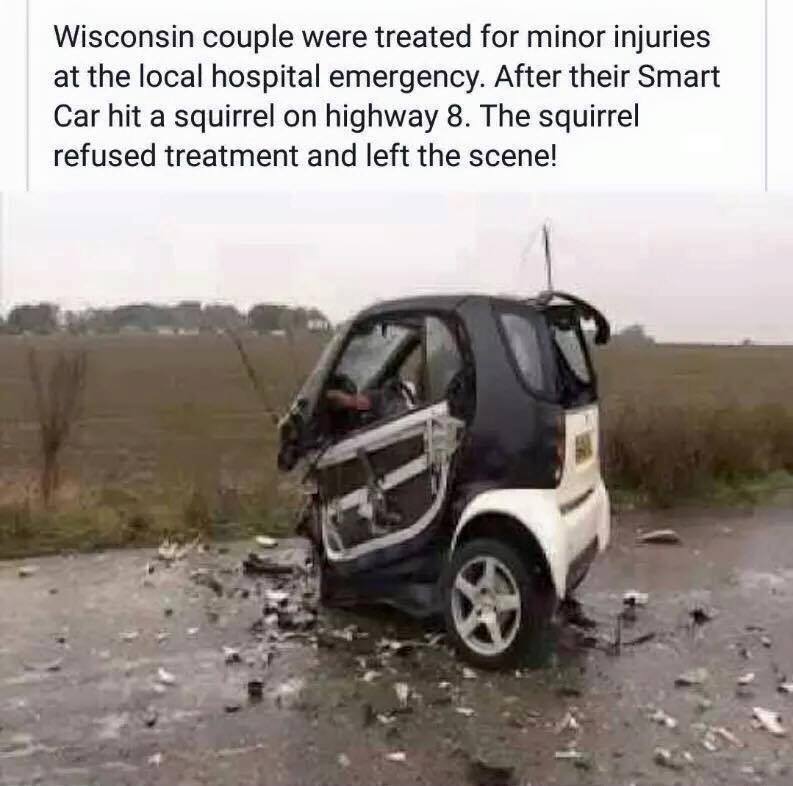 Wisconsin couple were treated for minor injuries
at the local hospital emergency. After their Smart
Car hit a squirrel on highway 8. The squirrel
refused treatment and left the scene!